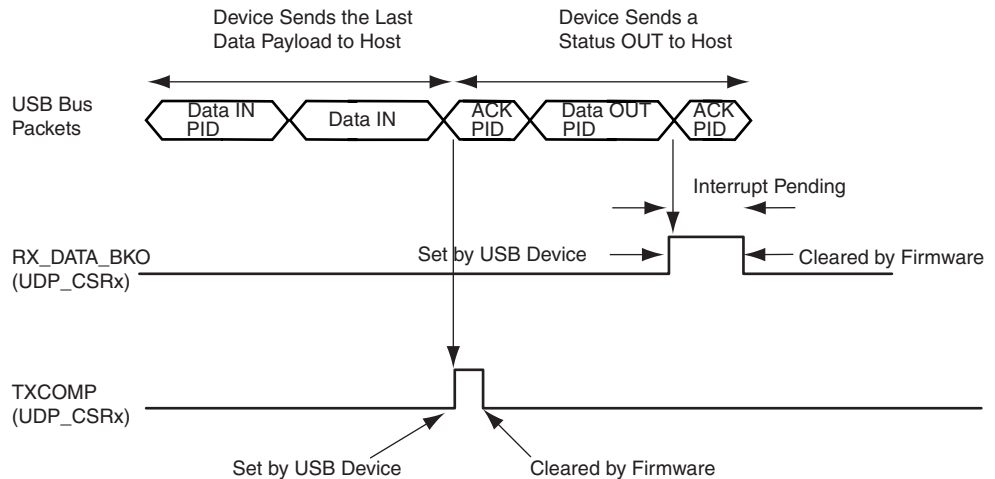 Device Sends the Last
Data Payload to Host
Device Sends a
Status OUT to Host
USB Bus
Packets
Data IN
PID
Data IN
ACK
PID
Data OUT
PID
ACK
PID
Interrupt Pending
RX_DATA_BKO
(UDP_CSRx)
Set by USB Device
Cleared by Firmware
TXCOMP
(UDP_CSRx)
Set by USB Device
Cleared by Firmware